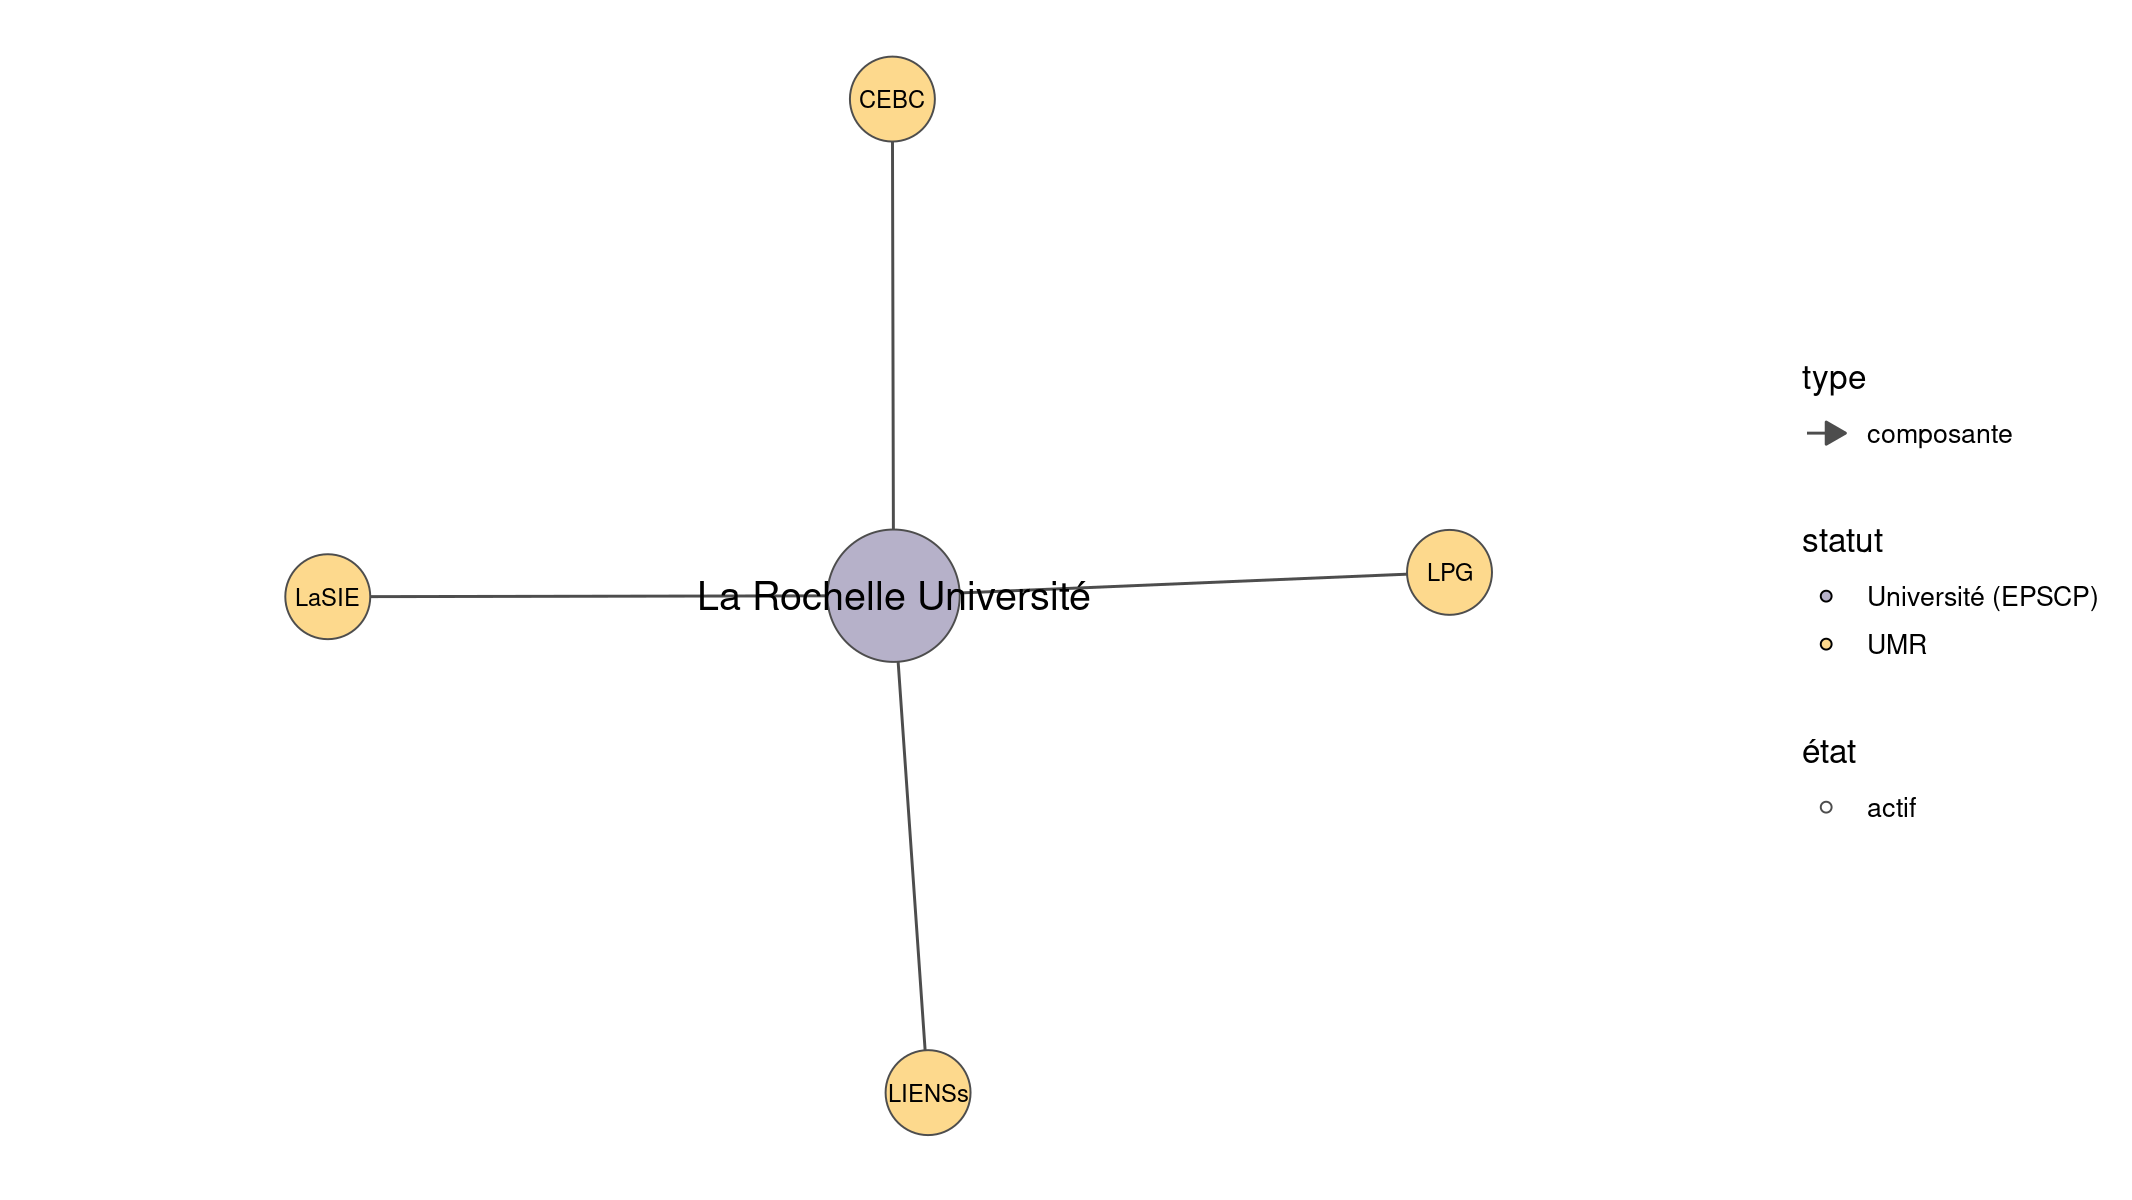 CEBC
LaSIE
La Rochelle Université
LPG
LIENSs
type
composante
statut
Université (EPSCP)
UMR
état
actif